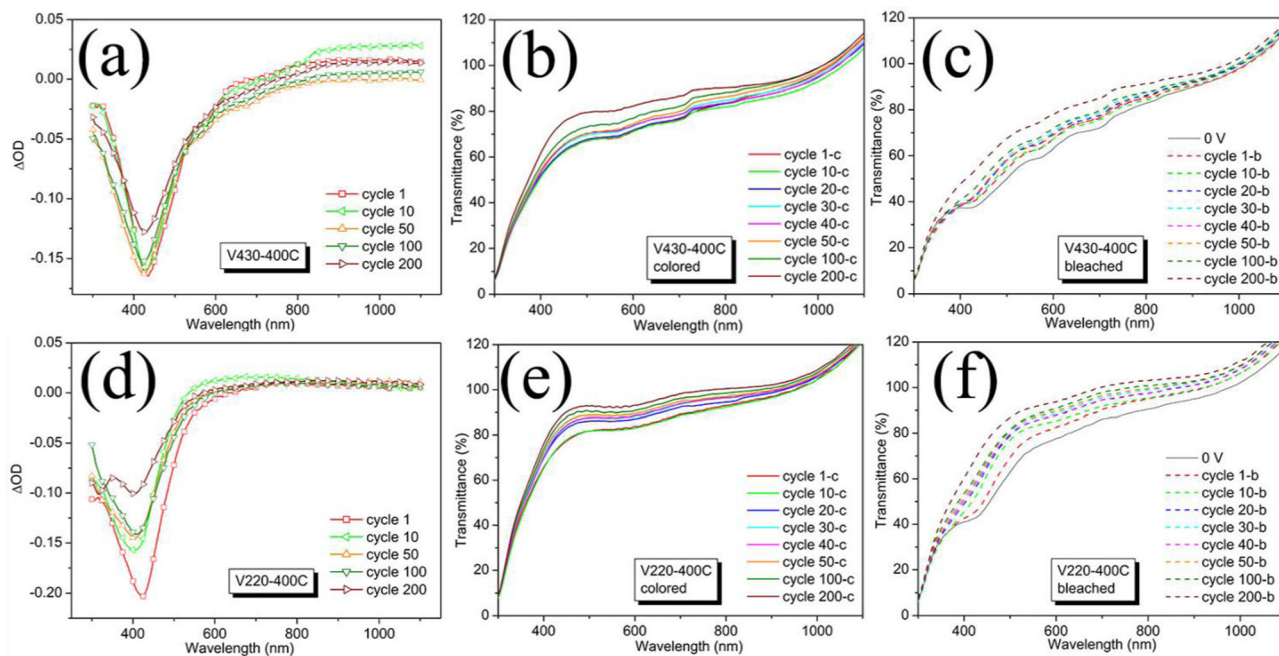 (a)
0.05
0.00
-0.05
-0.10
-0.15
ΔOD
400
600
800
1000
Wavelength (nm)
V430-400C
cycle 1
cycle 10
cycle 50
cycle 100
cycle 200
(b)
120
100
80
60
40
20
0
Transmittance (%)
400
600
800
1000
Wavelength (nm)
V430-400C
colored
cycle 1-c
cycle 10-c
cycle 20-c
cycle 30-c
cycle 40-c
cycle 50-c
cycle 100-c
cycle 200-c
(c)
120
100
80
60
40
20
0
Transmittance (%)
400
600
800
1000
Wavelength (nm)
V430-400C
bleached
0 V
cycle 1-b
cycle 10-b
cycle 20-b
cycle 30-b
cycle 40-b
cycle 50-b
cycle 100-b
cycle 200-b
(d)
0.05
0.00
-0.05
-0.10
-0.15
-0.20
ΔOD
400
600
800
1000
Wavelength (nm)
V220-400C
cycle 1
cycle 10
cycle 50
cycle 100
cycle 200
(e)
120
100
80
60
40
20
0
Transmittance (%)
400
600
800
1000
Wavelength (nm)
V220-400C
colored
cycle 1-c
cycle 10-c
cycle 20-c
cycle 30-c
cycle 40-c
cycle 50-c
cycle 100-c
cycle 200-c
(f)
120
100
80
60
40
20
0
Transmittance (%)
400
600
800
1000
Wavelength (nm)
V220-400C
bleached
0 V
cycle 1-b
cycle 10-b
cycle 20-b
cycle 30-b
cycle 40-b
cycle 50-b
cycle 100-b
cycle 200-b